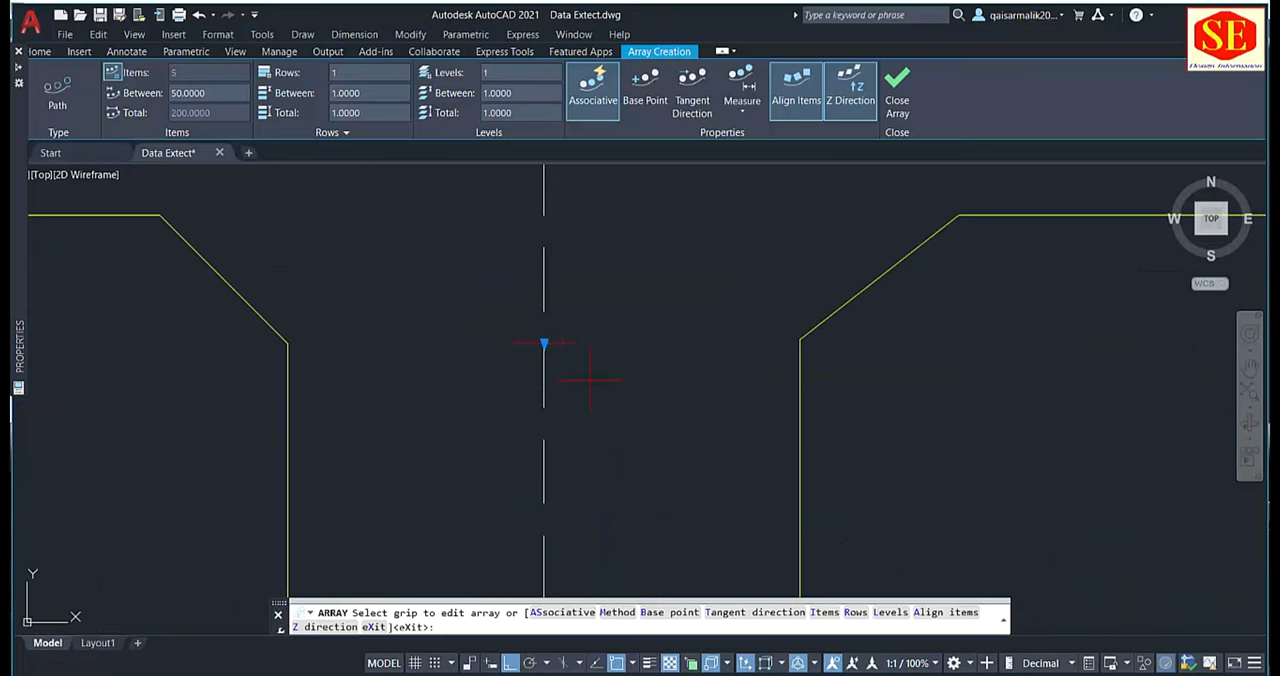 Autodesk AutoCAD 2021 Data Extect.dwg
Type a keyword or phrase
qaisarmalik20...
File Edit View Insert Format Tools Draw Dimension Modify Parametric Window Help
Home Insert Annotate Parametric View Manage Output Add-ins Collaborate Express Tools Featured Apps Array Creation
SE
Path
Type
Items: 5
Between: 50.0000
Total: 200.0000
Items
Rows: 1
Between: 1.0000
Total: 1.0000
Rows
Levels: 1
Between: 1.0000
Total: 1.0000
Levels
Associative
Base Point
Tangent
Direction
Measure
Align Items
Z Direction
Properties
Close
Array
Close
Start
Data Extect*
[Top][2D Wireframe]
N
W TOP E
S
WCS
PROPERTIES
Y
X
ARRAY Select grip to edit array or [ASsociative Method Base point Tangent direction Items Rows Levels Align items
Z direction eXit]<eXit>:
Model Layout1
MODEL
1:1 / 100%
Decimal